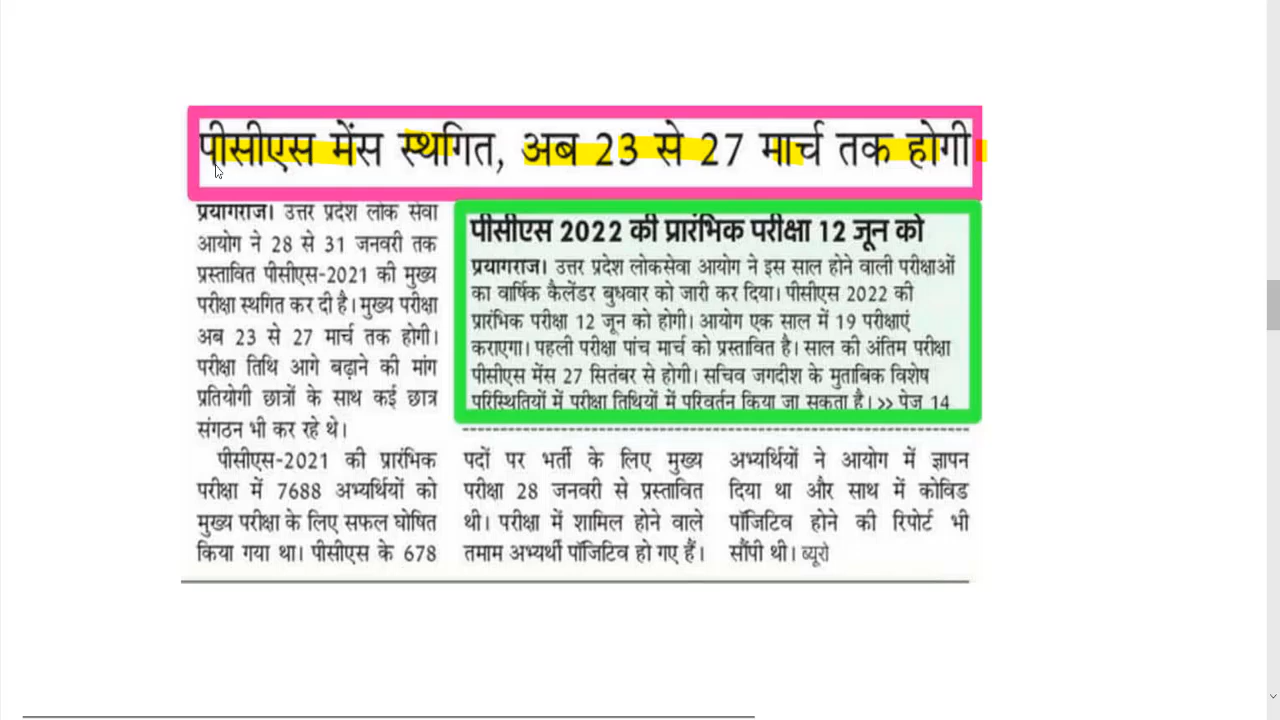 पीसीएस मेंस स्थगित, अब 23 से 27 मार्च तक होगी
प्रयागराज। उत्तर प्रदेश लोक सेवा
आयोग ने 28 से 31 जनवरी तक
प्रस्तावित पीसीएस-2021 की मुख्य
परीक्षा स्थगित कर दी है। मुख्य परीक्षा
अब 23 से 27 मार्च तक होगी।
परीक्षा तिथि आगे बढ़ाने की मांग
प्रतियोगी छात्रों के साथ कई छात्र
संगठन भी कर रहे थे।
पीसीएस-2021 की प्रारंभिक
परीक्षा में 7688 अभ्यर्थियों को
मुख्य परीक्षा के लिए सफल घोषित
किया गया था। पीसीएस के 678
पीसीएस 2022 की प्रारंभिक परीक्षा 12 जून को
प्रयागराज। उत्तर प्रदेश लोकसेवा आयोग ने इस साल होने वाली परीक्षाओं
का वार्षिक कैलेंडर बुधवार को जारी कर दिया। पीसीएस 2022 की
प्रारंभिक परीक्षा 12 जून को होगी। आयोग एक साल में 19 परीक्षाएं
कराएगा। पहली परीक्षा पांच मार्च को प्रस्तावित है। साल की अंतिम परीक्षा
पीसीएस मेंस 27 सितंबर से होगी। सचिव जगदीश के मुताबिक विशेष
परिस्थितियों में परीक्षा तिथियों में परिवर्तन किया जा सकता है। >> पेज 14
पदों पर भर्ती के लिए मुख्य
परीक्षा 28 जनवरी से प्रस्तावित
थी। परीक्षा में शामिल होने वाले
तमाम अभ्यर्थी पॉजिटिव हो गए हैं।
अभ्यर्थियों ने आयोग में ज्ञापन
दिया था और साथ में कोविड
पॉजिटिव होने की रिपोर्ट भी
सौंपी थी। ब्यूरो